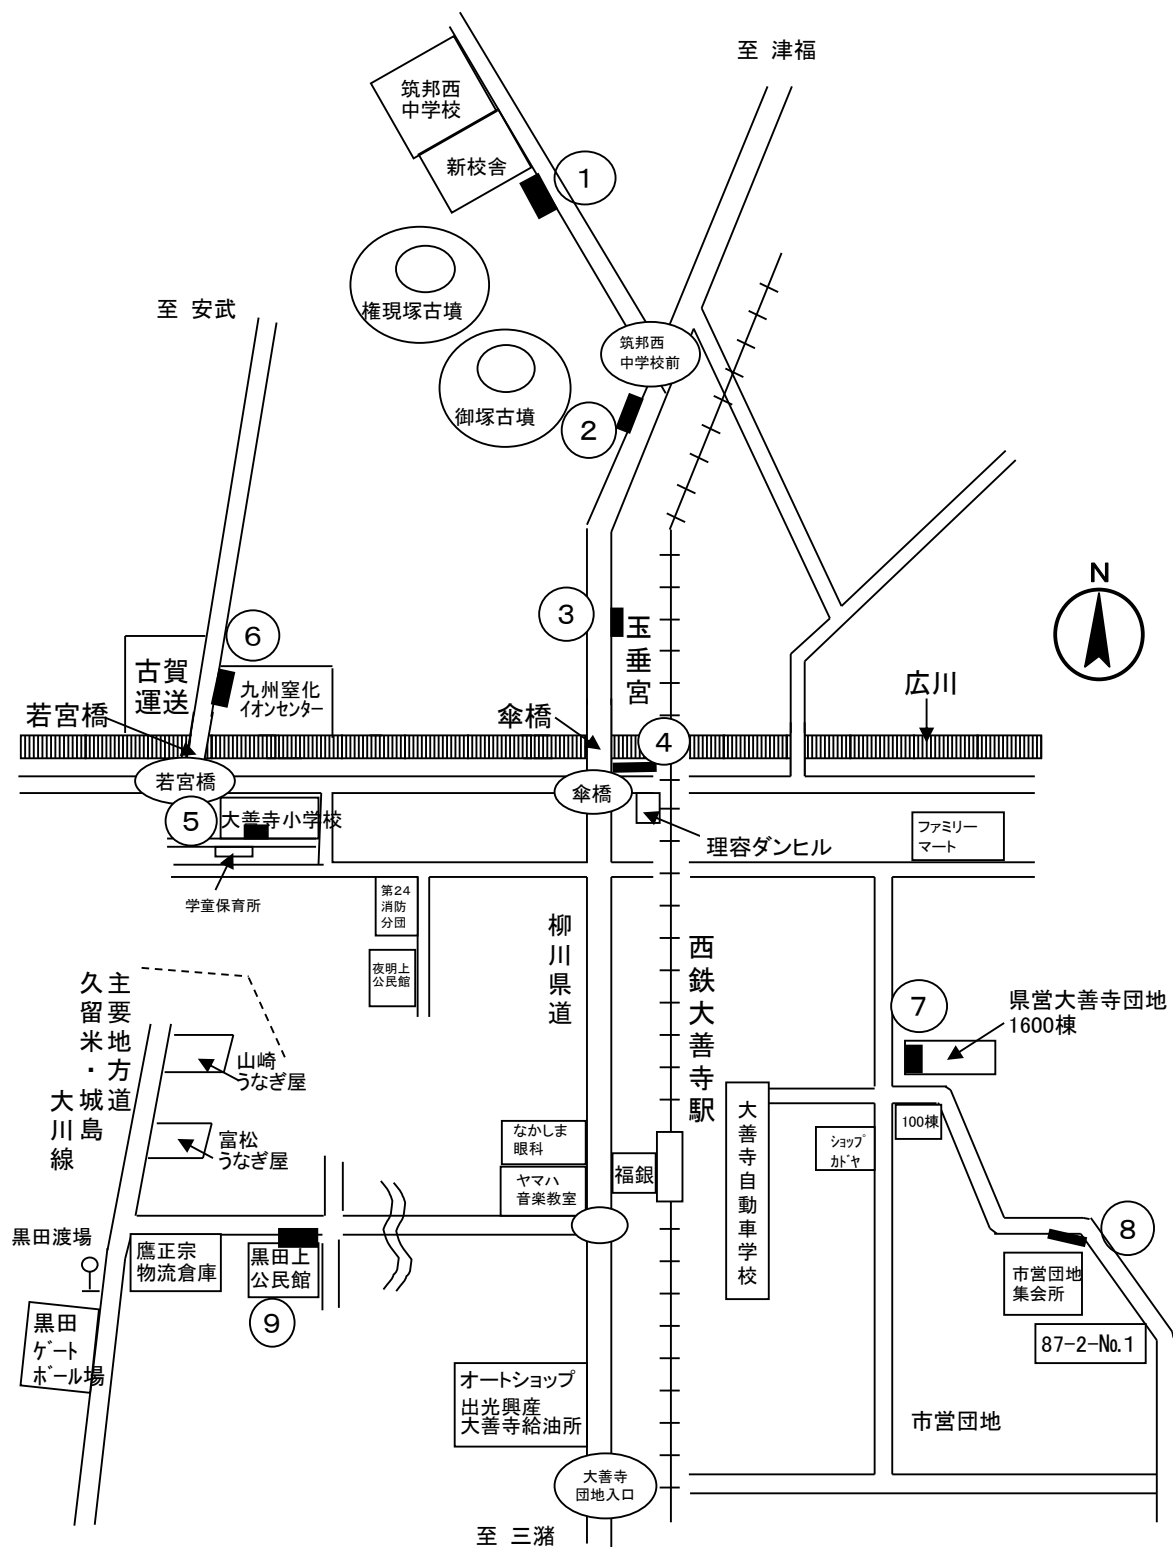 至 津福
筑邦西
中学校
新校舎
1
権現塚古墳
至 安武
筑邦西
中学校前
御塚古墳
2
N
3
玉垂宮
6
古賀
運送
九州窒化
イオンセンター
広川
若宮橋
傘橋
4
若宮橋
傘橋
5
大善寺小学校
理容ダンヒル
ファミリー
マート
学童保育所
第24
消防
分団
夜明上
公民館
柳川県道
西鉄大善寺駅
主要地方道
久留米・城島
大川線
7
県営大善寺団地
1600棟
山崎
うなぎ屋
富松
うなぎ屋
なかしま
眼科
ヤマハ
音楽教室
福銀
大善寺自動車学校
100棟
ショップ
カドヤ
8
黒田渡場
鷹正宗
物流倉庫
黒田上
公民館
市営団地
集会所
9
黒田
ゲート
ボール場
87-2-No.1
オートショップ
出光興産
大善寺給油所
市営団地
大善寺
団地入口
至 三潴